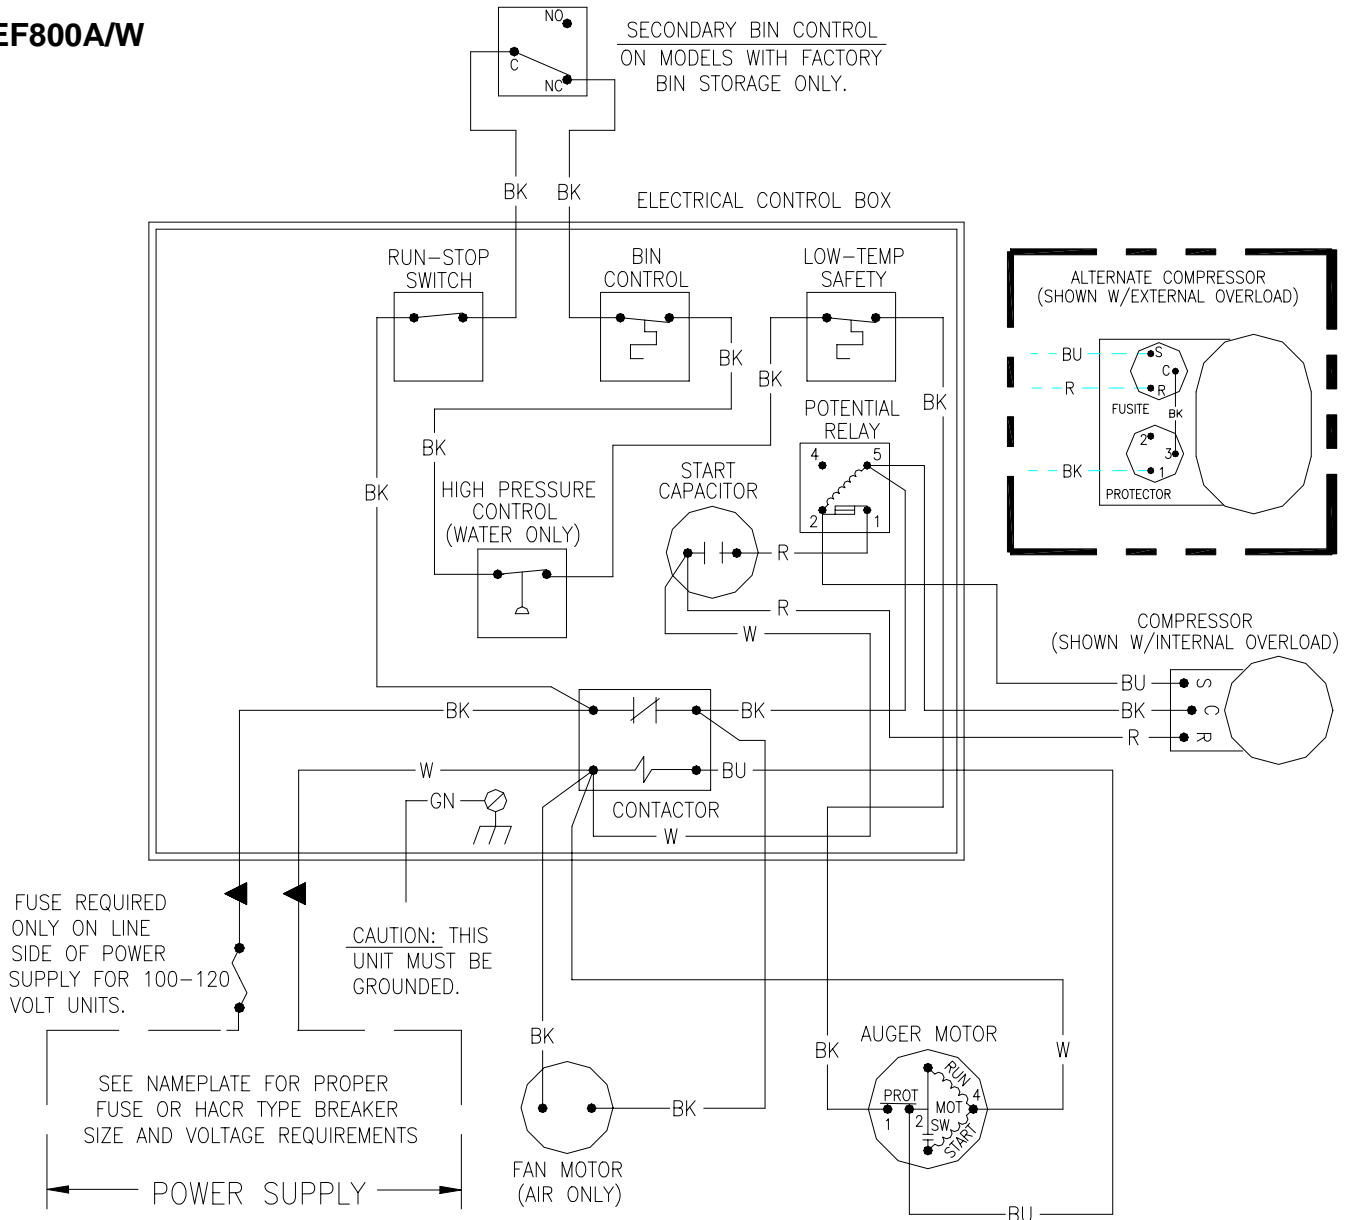 EF800A/W
NO
C
NC
SECONDARY BIN CONTROL
ON MODELS WITH FACTORY
BIN STORAGE ONLY.
BK
BK
ELECTRICAL CONTROL BOX
RUN-STOP
SWITCH
BIN
CONTROL
LOW-TEMP
SAFETY
ALTERNATE COMPRESSOR
(SHOWN W/EXTERNAL OVERLOAD)
BU
S
C
R
R
FUSITE
BK
2
3
BK
1
PROTECTOR
BK
BK
BK
BK
BK
POTENTIAL
RELAY
4
5
2
1
START
CAPACITOR
HIGH PRESSURE
CONTROL
(WATER ONLY)
R
R
W
COMPRESSOR
(SHOWN W/INTERNAL OVERLOAD)
BU
S
BK
C
R
R
BK
BK
W
BU
GN
CONTACTOR
W
FUSE REQUIRED
ONLY ON LINE
SIDE OF POWER
SUPPLY FOR 100-120
VOLT UNITS.
CAUTION: THIS
UNIT MUST BE
GROUNDED.
BK
BK
AUGER MOTOR
W
RUN
PROT
1
2
MOT
SW
4
START
SEE NAMEPLATE FOR PROPER
FUSE OR HACR TYPE BREAKER
SIZE AND VOLTAGE REQUIREMENTS
BK
FAN MOTOR
(AIR ONLY)
POWER SUPPLY
BU